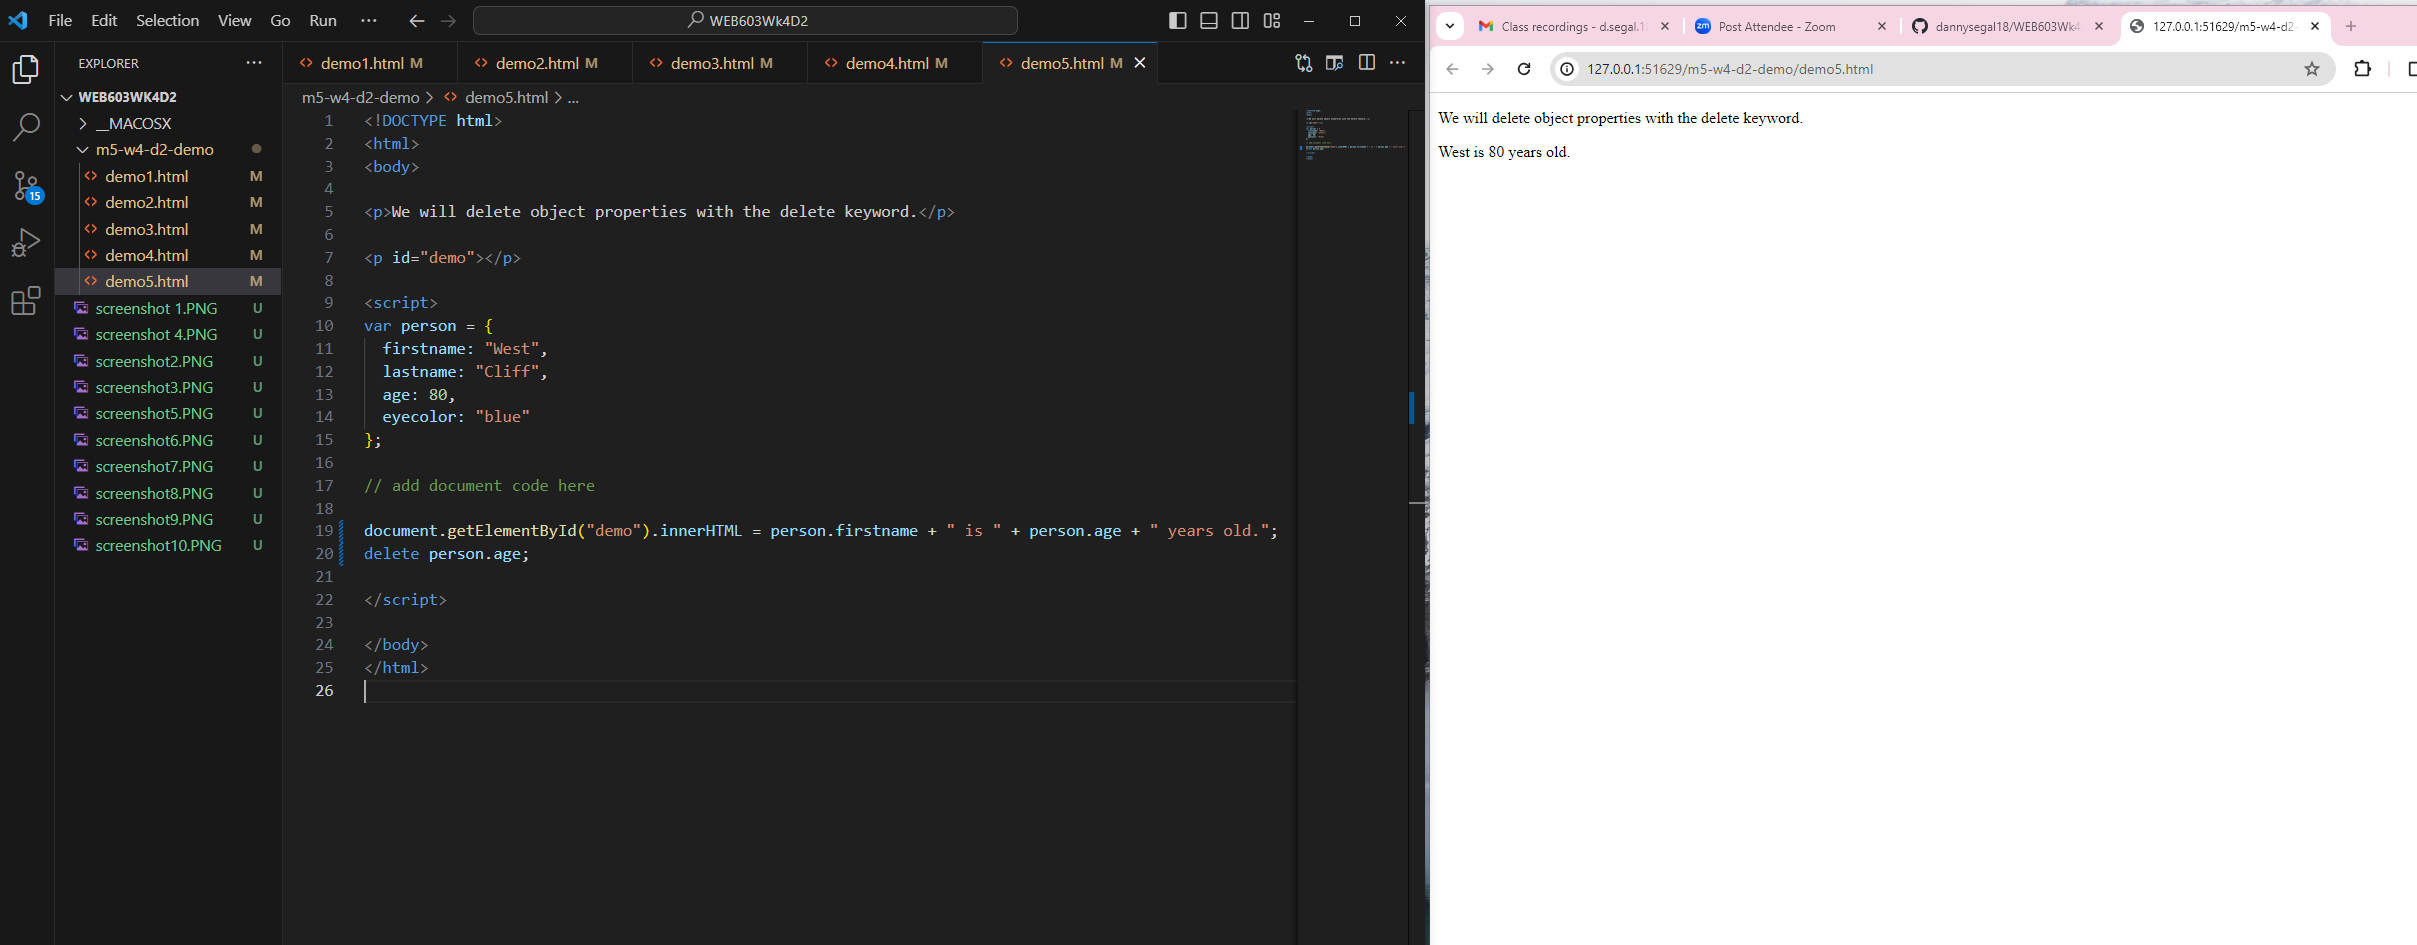 File Edit Selection View Go Run ···
WEB603Wk4D2
EXPLORER ···
WEB603WK4D2
__MACOSX
m5-w4-d2-demo
demo1.html M
demo2.html M
demo3.html M
demo4.html M
demo5.html M
screenshot 1.PNG U
screenshot 4.PNG U
screenshot2.PNG U
screenshot3.PNG U
screenshot5.PNG U
screenshot6.PNG U
screenshot7.PNG U
screenshot8.PNG U
screenshot9.PNG U
screenshot10.PNG U
15
demo1.html M demo2.html M demo3.html M demo4.html M demo5.html M
m5-w4-d2-demo > demo5.html > ...
1 <!DOCTYPE html>
2 <html>
3 <body>
4
5 <p>We will delete object properties with the delete keyword.</p>
6
7 <p id="demo"></p>
8
9 <script>
10 var person = {
11 firstname: "West",
12 lastname: "Cliff",
13 age: 80,
14 eyecolor: "blue"
15 };
16
17 // add document code here
18
19 document.getElementById("demo").innerHTML = person.firstname + " is " + person.age + " years old.";
20 delete person.age;
21
22 </script>
23
24 </body>
25 </html>
26
Class recordings - d.segal.1 zm Post Attendee - Zoom dannysegal18/WEB603Wk4 127.0.0.1:51629/m5-w4-d2-
127.0.0.1:51629/m5-w4-d2-demo/demo5.html
We will delete object properties with the delete keyword.
West is 80 years old.